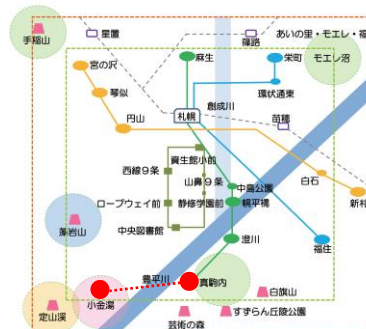 星置
篠路
あいの里・モエレ・福
手稲山
麻生
栄町
モエレ沼
宮の沢
琴似
環状通東
円山
札幌
創成川
苗穂
資生館小前
西線9条
山鼻9条
中島公園
白石
ロープウェイ前
静修学園前
幌平橋
新札
中央図書館
澄川
福住
藻岩山
豊平川
真駒内
白旗山
定山渓
小金湯
すずらん丘陵公園
芸術の森